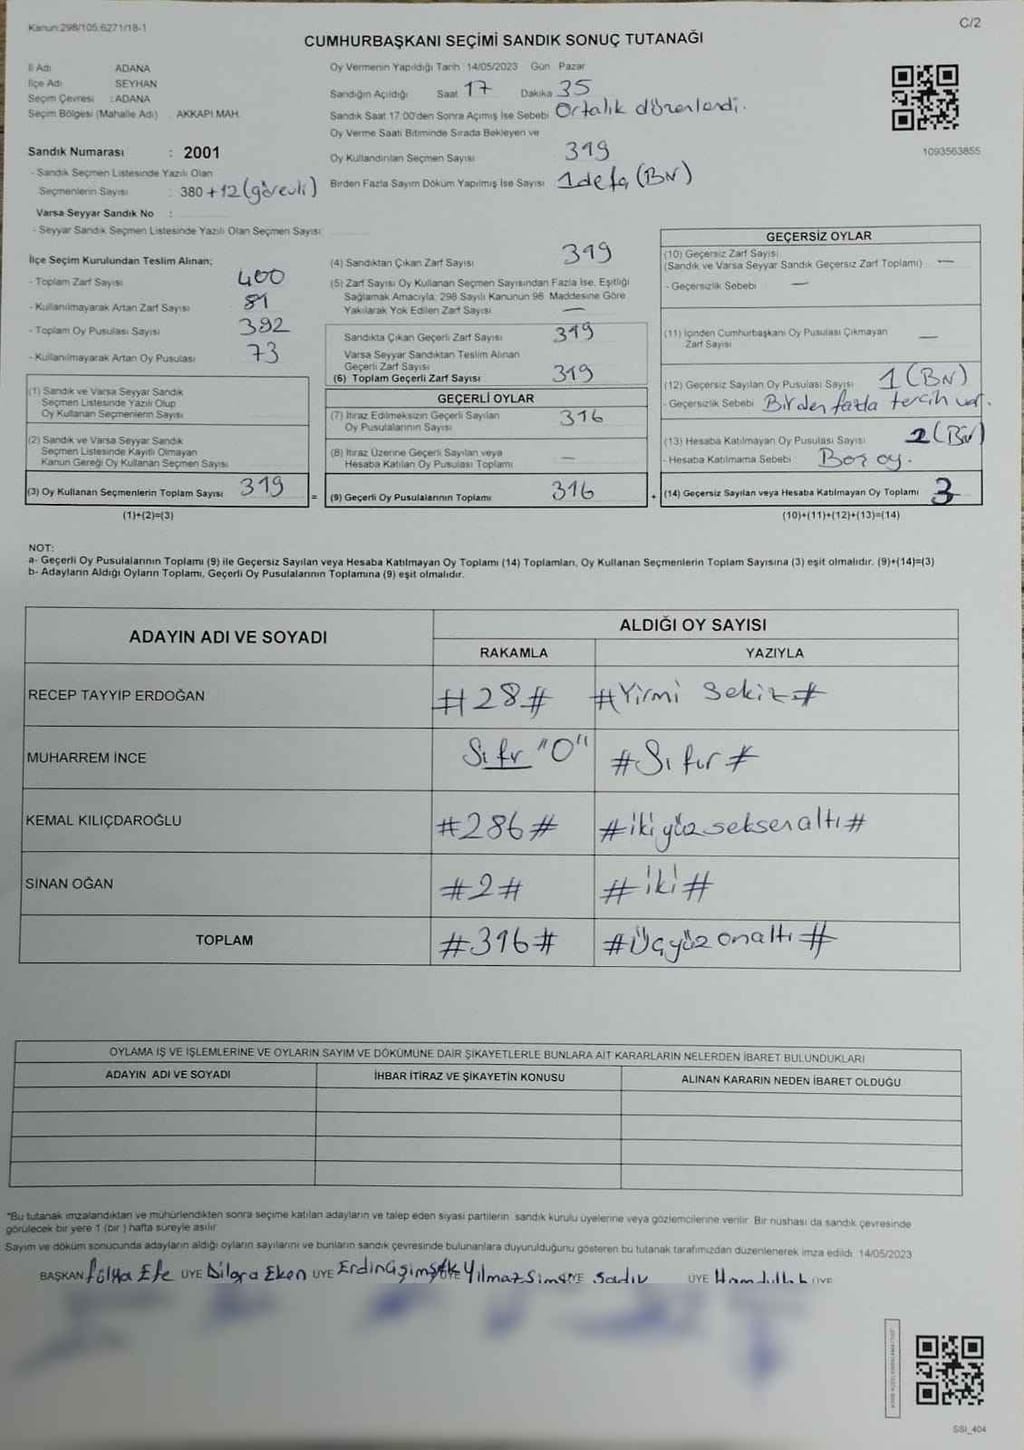 Kanun:298/105.6271/18-1
C/2
CUMHURBAŞKANI SEÇİMİ SANDIK SONUÇ TUTANAĞI
İl Adı ADANA
İlçe Adı SEYHAN
Seçim Çevresi : ADANA
Seçim Bölgesi (Mahalle Adı) AKKAPI MAH.
Sandık Numarası : 2001
- Sandık Seçmen Listesinde Yazılı Olan
Seçmenlerin Sayısı : 380 +12 (görevli)
Varsa Seyyar Sandık No :
- Seyyar Sandık Seçmen Listesinde Yazılı Olan Seçmen Sayısı:
Oy Vermenin Yapıldığı Tarih :14/05/2023 Gün Pazar
Sandığın Açıldığı Saat 17 Dakika 35
Sandık Saat 17:00'den Sonra Açılmış İse Sebebi Ortalık düzenlendi.
Oy Verme Saati Bitiminde Sırada Bekleyen ve
Oy Kullandırılan Seçmen Sayısı 319
Birden Fazla Sayım Döküm Yapılmış İse Sayısı 1 defa (BN)
1093563855
İlçe Seçim Kurulundan Teslim Alınan;
- Toplam Zarf Sayısı 400
- Kullanılmayarak Artan Zarf Sayısı 81
- Toplam Oy Pusulası Sayısı 392
- Kullanılmayarak Artan Oy Pusulası 73
(1) Sandık ve Varsa Seyyar Sandık
Seçmen Listesinde Yazılı Olup
Oy Kullanan Seçmenlerin Sayısı
(2) Sandık ve Varsa Seyyar Sandık
Seçmen Listesinde Kayıtlı Olmayan
Kanun Gereği Oy Kullanan Seçmen Sayısı
(3) Oy Kullanan Seçmenlerin Toplam Sayısı 319
=
(1)+(2)=(3)
(4) Sandıktan Çıkan Zarf Sayısı 319
(5) Zarf Sayısı Oy Kullanan Seçmen Sayısından Fazla İse, Eşitliği
Sağlamak Amacıyla, 298 Sayılı Kanunun 98. Maddesine Göre
Yakılarak Yok Edilen Zarf Sayısı —
Sandıkta Çıkan Geçerli Zarf Sayısı 319
Varsa Seyyar Sandıktan Teslim Alınan
Geçerli Zarf Sayısı
(6) Toplam Geçerli Zarf Sayısı 319
GEÇERLİ OYLAR
(7) İtiraz Edilmeksizin Geçerli Sayılan
Oy Pusulalarının Sayısı 316
(8) İtiraz Üzerine Geçerli Sayılan veya
Hesaba Katılan Oy Pusulası Toplamı —
(9) Geçerli Oy Pusulalarının Toplamı 316
+
GEÇERSİZ OYLAR
(10) Geçersiz Zarf Sayısı
(Sandık ve Varsa Seyyar Sandık Geçersiz Zarf Toplamı) —
- Geçersizlik Sebebi —
(11) İçinden Cumhurbaşkanı Oy Pusulası Çıkmayan
Zarf Sayısı —
(12) Geçersiz Sayılan Oy Pusulası Sayısı 1 (BN)
- Geçersizlik Sebebi Birden fazla tercih var.
(13) Hesaba Katılmayan Oy Pusulası Sayısı 2 (BN)
- Hesaba Katılmama Sebebi : Boş oy.
(14) Geçersiz Sayılan veya Hesaba Katılmayan Oy Toplamı 3
(10)+(11)+(12)+(13)=(14)
NOT:
a- Geçerli Oy Pusulalarının Toplamı (9) ile Geçersiz Sayılan veya Hesaba Katılmayan Oy Toplamı (14) Toplamları, Oy Kullanan Seçmenlerin Toplam Sayısına (3) eşit olmalıdır. (9)+(14)=(3)
b- Adayların Aldığı Oyların Toplamı, Geçerli Oy Pusulalarının Toplamına (9) eşit olmalıdır.
ADAYIN ADI VE SOYADI
ALDIĞI OY SAYISI
RAKAMLA YAZIYLA
RECEP TAYYİP ERDOĞAN #28# #Yirmi Sekiz#
MUHARREM İNCE Sıfır "0" #Sıfır#
KEMAL KILIÇDAROĞLU #286# #ikiyüzseksenaltı#
SİNAN OĞAN #2# #iki#
TOPLAM #316# #Üçyüzonaltı#
OYLAMA İŞ VE İŞLEMLERİNE VE OYLARIN SAYIM VE DÖKÜMÜNE DAİR ŞİKAYETLERLE BUNLARA AİT KARARLARIN NELERDEN İBARET BULUNDUKLARI
ADAYIN ADI VE SOYADI İHBAR İTİRAZ VE ŞİKAYETİN KONUSU ALINAN KARARIN NEDEN İBARET OLDUĞU
*Bu tutanak imzalandıktan ve mühürlendikten sonra seçime katılan adayların ve talep eden siyasi partilerin sandık kurulu üyelerine veya gözlemcilerine verilir. Bir nüshası da sandık çevresinde
görülecek bir yere 1 (bir ) hafta süreyle asılır.
Sayım ve döküm sonucunda adayların aldığı oyların sayılarını ve bunların sandık çevresinde bulunanlara duyurulduğunu gösteren bu tutanak tarafımızdan düzenlenerek imza edildi. 14/05/2023
BAŞKAN Fulya Efe ÜYE Bilgra Eken ÜYE Erdinç Şimşek ÜYE Yılmaz Şimş ÜYE Sadık ÜYE Hamdullah ÜYE
SSI_404